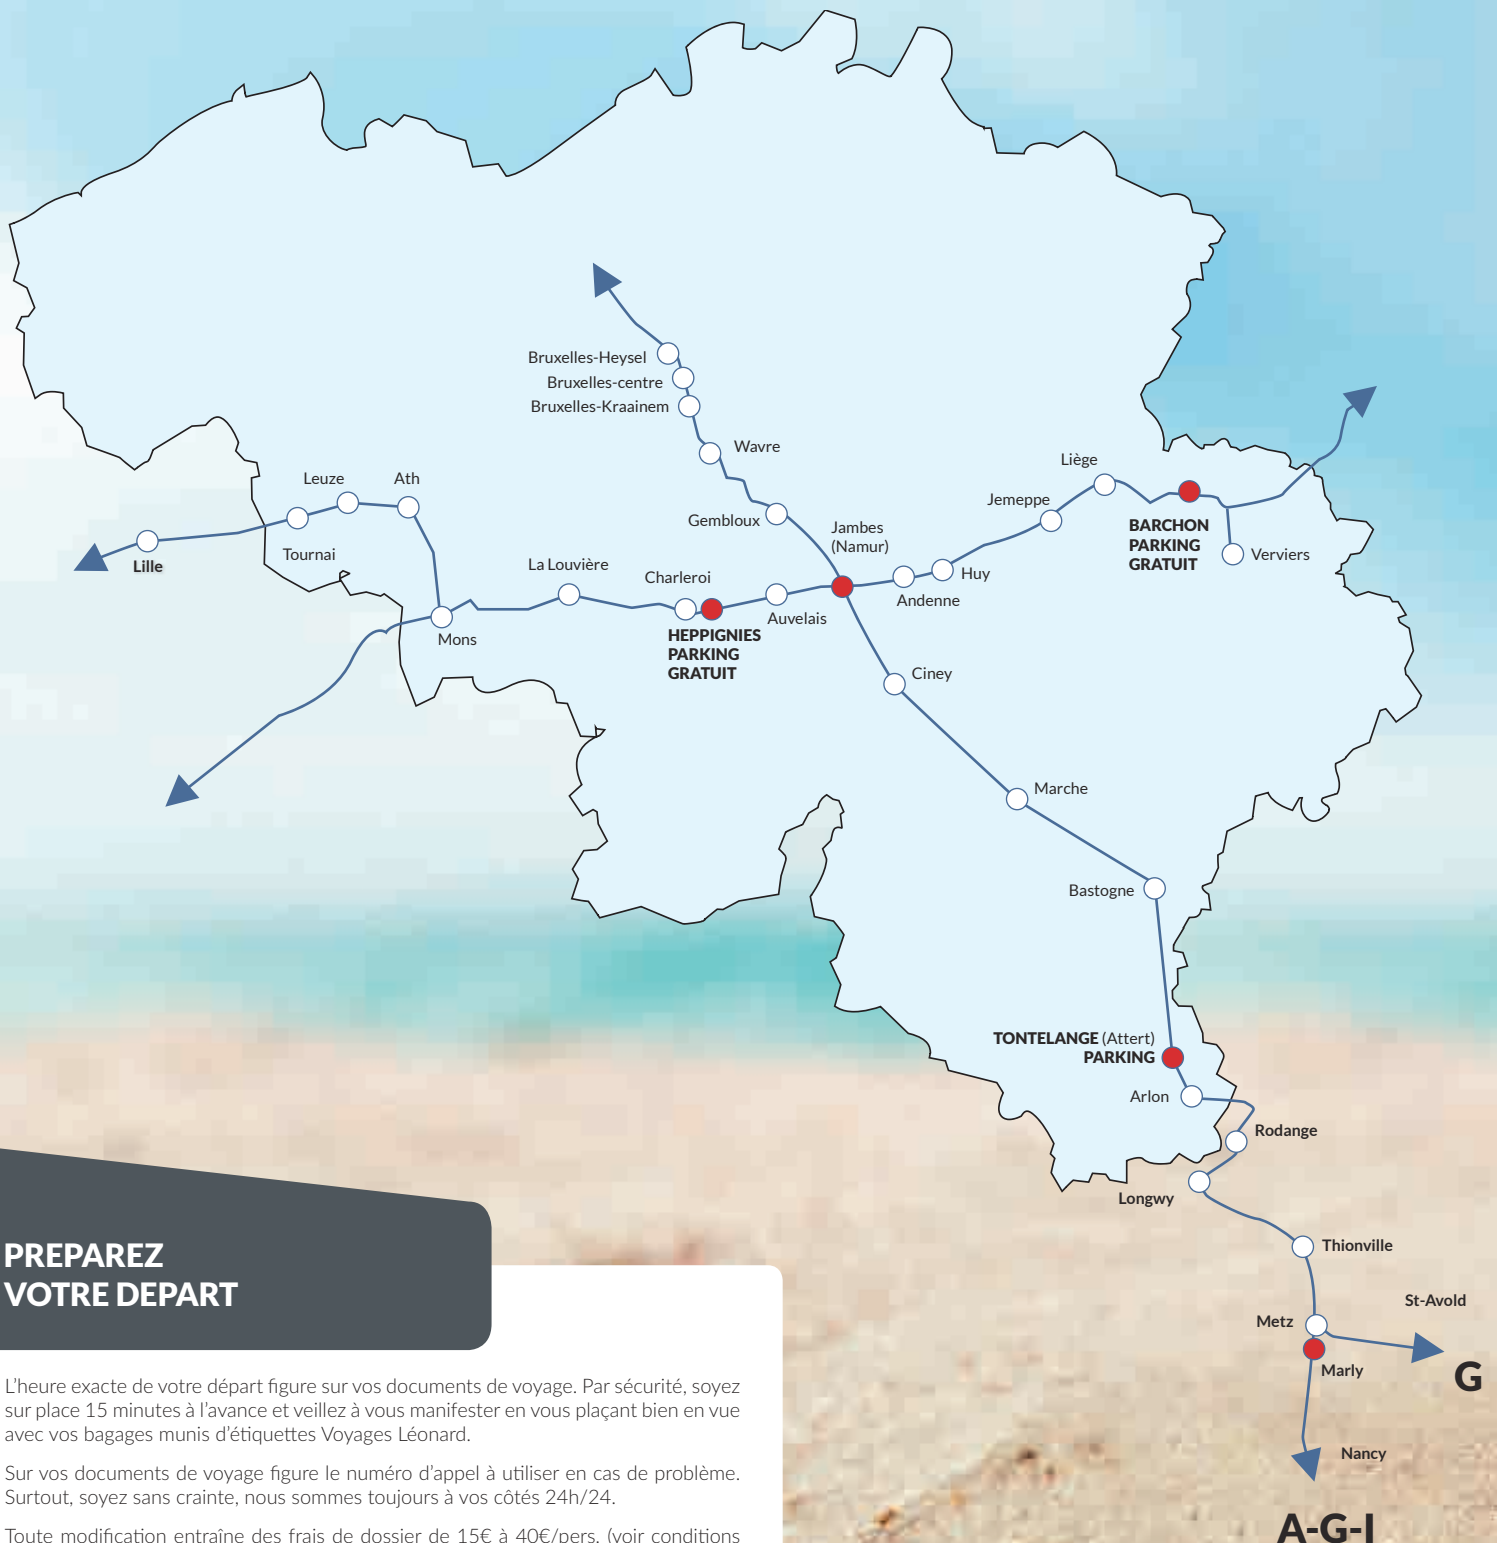 Bruxelles-Heysel
Bruxelles-centre
Bruxelles-Kraainem
Wavre
Gembloux
Jambes
(Namur)
Leuze
Ath
Tournai
Lille
Mons
La Louvière
Charleroi
HEPPIGNIES
PARKING
GRATUIT
Auvelais
Andenne
Huy
Jemeppe
Liège
BARCHON
PARKING
GRATUIT
Verviers
Ciney
Marche
Bastogne
TONTELANGE (Attert)
PARKING
Arlon
Rodange
Longwy
Thionville
St-Avold
Metz
Marly
G
Nancy
A-G-I
PREPAREZ
VOTRE DEPART
L’heure exacte de votre départ figure sur vos documents de voyage. Par sécurité, soyez
sur place 15 minutes à l’avance et veillez à vous manifester en vous plaçant bien en vue
avec vos bagages munis d’étiquettes Voyages Léonard.
Sur vos documents de voyage figure le numéro d’appel à utiliser en cas de problème.
Surtout, soyez sans crainte, nous sommes toujours à vos côtés 24h/24.
Toute modification entraîne des frais de dossier de 15€ à 40€/pers. (voir conditions